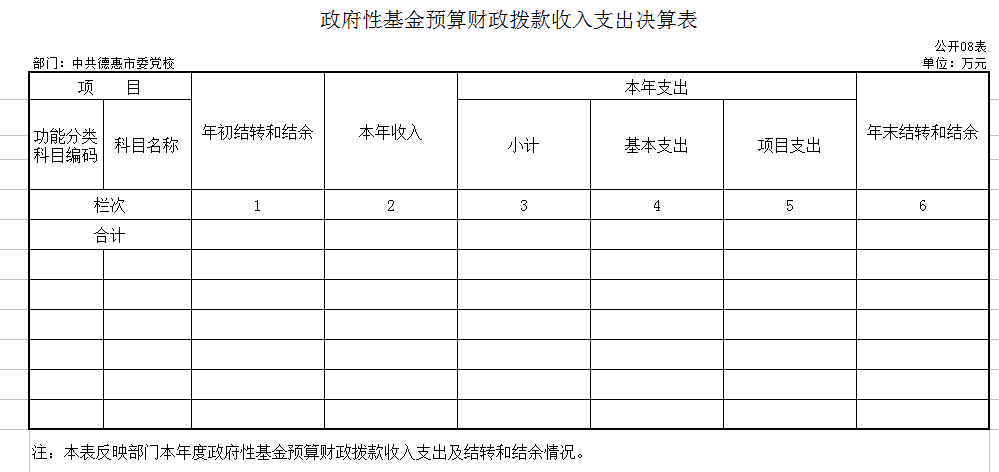 政府性基金预算财政拨款收入支出决算表
公开08表
部门：中共德惠市委党校
单位：万元
项 目
年初结转和结余
本年收入
本年支出
年末结转和结余
功能分类
科目编码
科目名称
小计
基本支出
项目支出
栏次
1
2
3
4
5
6
合计
注：本表反映部门本年度政府性基金预算财政拨款收入支出及结转和结余情况。